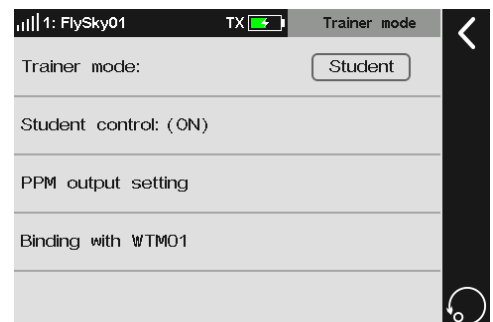 1: FlySky01 TX Trainer mode
Trainer mode: Student
Student control: (ON)
PPM output setting
Binding with WTM01